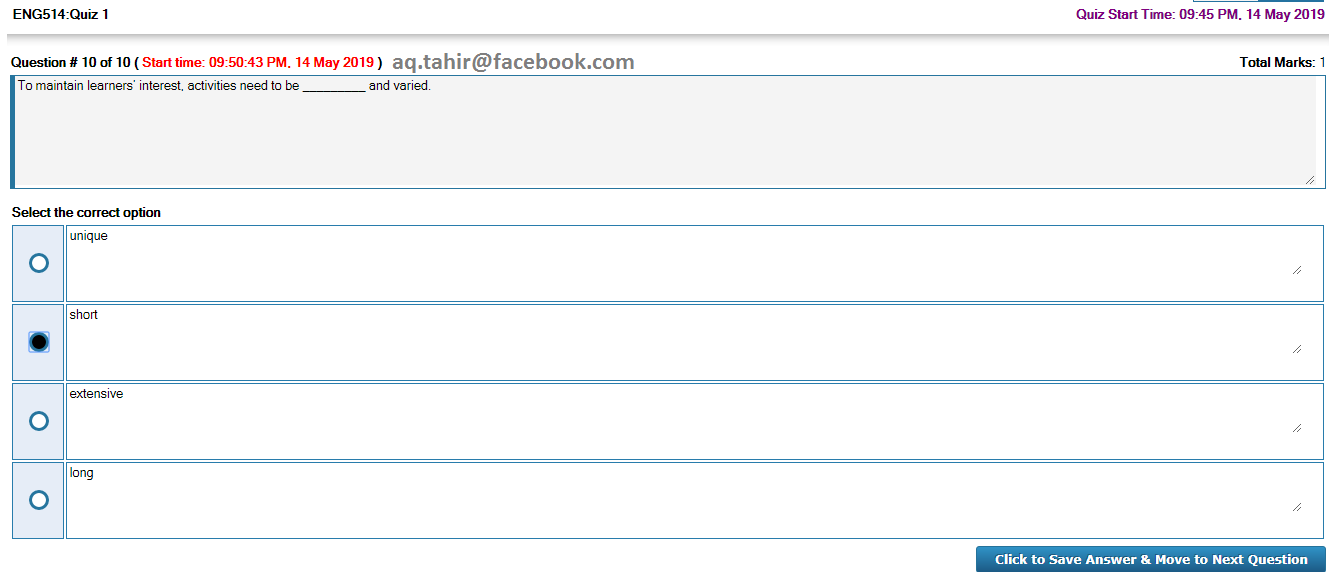 ENG514:Quiz 1 Quiz Start Time: 09:45 PM, 14 May 2019
Question # 10 of 10 ( Start time: 09:50:43 PM, 14 May 2019 ) aq.tahir@facebook.com Total Marks: 1
To maintain learners' interest, activities need to be _________ and varied.
Select the correct option
unique
short
extensive
long
Click to Save Answer & Move to Next Question